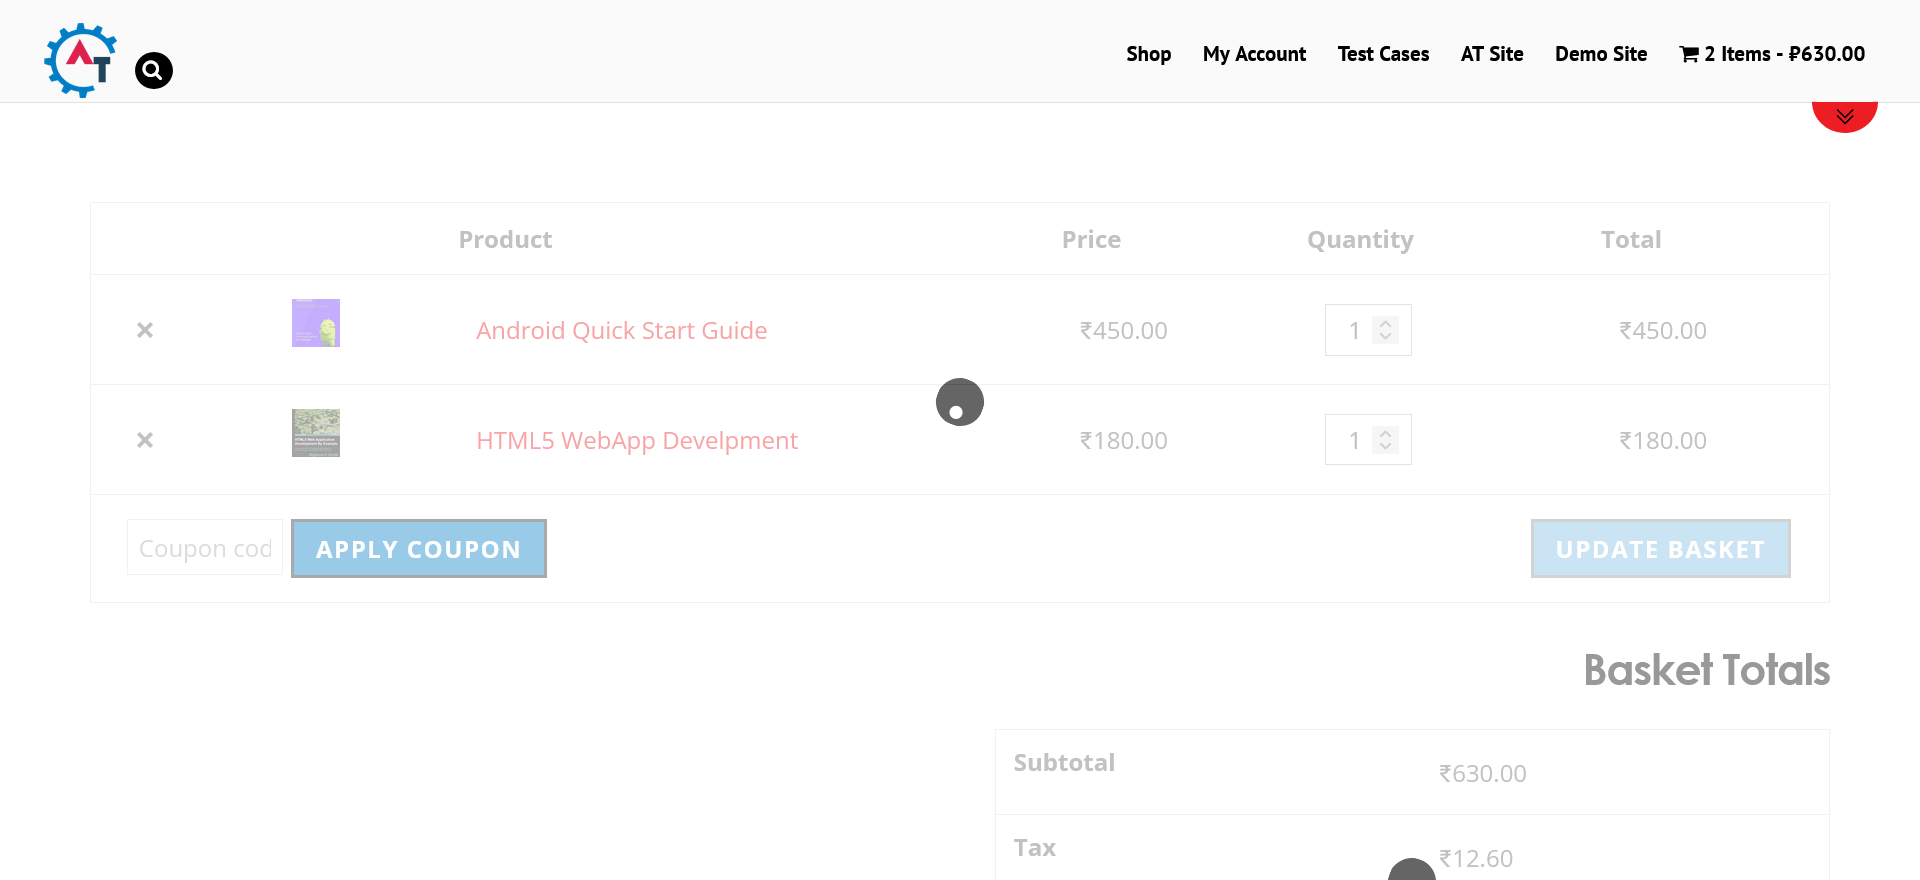 AT
Shop My Account Test Cases AT Site Demo Site 2 Items - ₽630.00
Product Price Quantity Total
× Android Quick Start Guide ₹450.00 1 ₹450.00
× HTML5 WebApp Develpment ₹180.00 1 ₹180.00
Coupon cod APPLY COUPON UPDATE BASKET
Basket Totals
Subtotal ₹630.00
Tax ₹12.60